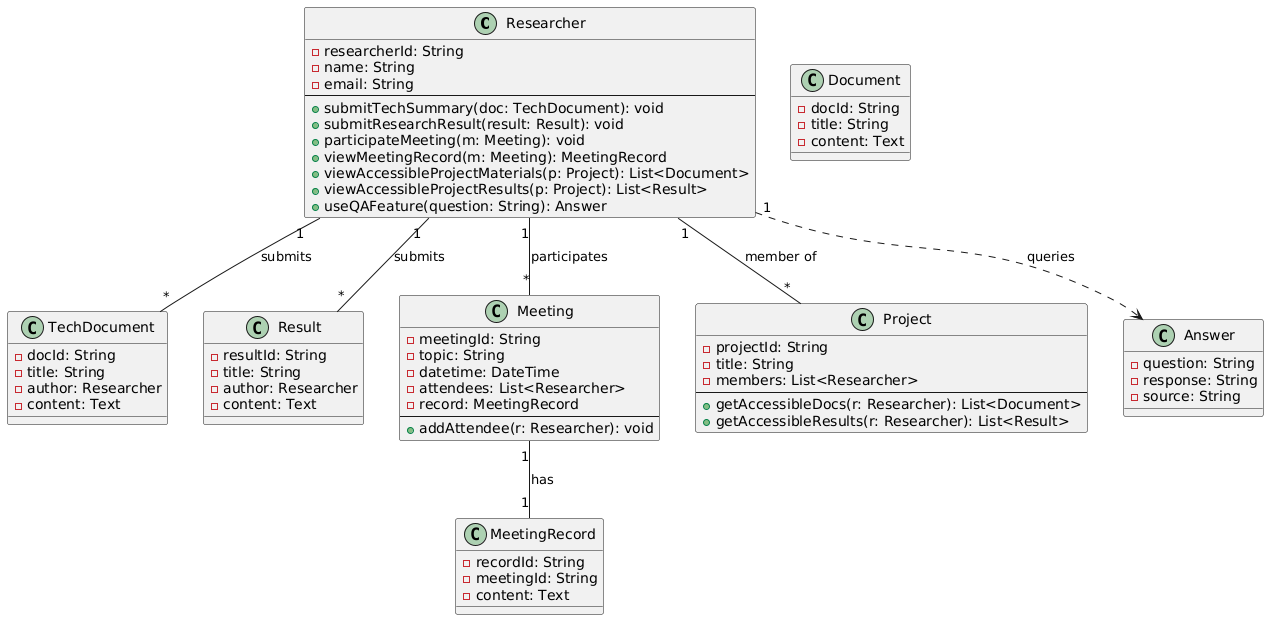 C Researcher
researcherId: String
name: String
email: String
submitTechSummary(doc: TechDocument): void
submitResearchResult(result: Result): void
participateMeeting(m: Meeting): void
viewMeetingRecord(m: Meeting): MeetingRecord
viewAccessibleProjectMaterials(p: Project): List<Document>
viewAccessibleProjectResults(p: Project): List<Result>
useQAFeature(question: String): Answer
C Document
docId: String
title: String
content: Text
1
submits
*
1
submits
*
1
participates
*
1
member of
*
1
queries
C TechDocument
docId: String
title: String
author: Researcher
content: Text
C Result
resultId: String
title: String
author: Researcher
content: Text
C Meeting
meetingId: String
topic: String
datetime: DateTime
attendees: List<Researcher>
record: MeetingRecord
addAttendee(r: Researcher): void
C Project
projectId: String
title: String
members: List<Researcher>
getAccessibleDocs(r: Researcher): List<Document>
getAccessibleResults(r: Researcher): List<Result>
C Answer
question: String
response: String
source: String
1
has
1
C MeetingRecord
recordId: String
meetingId: String
content: Text